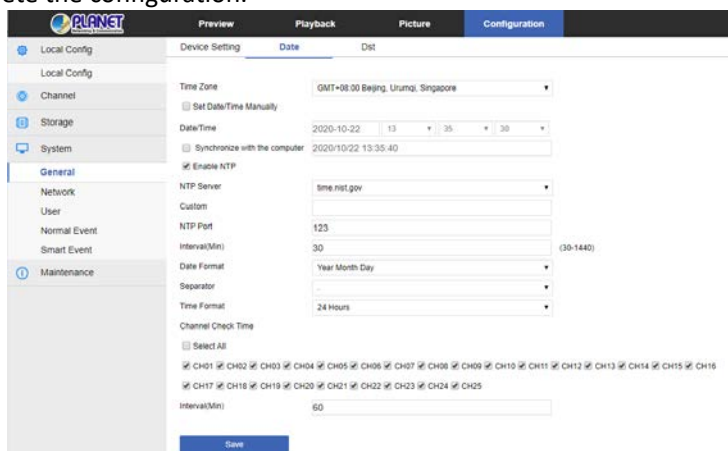 ete the configuration.
PLANET
Networking & Communication
Preview Playback Picture Configuration
Local Config
Local Config
Channel
Storage
System
General
Network
User
Normal Event
Smart Event
Maintenance
Device Setting Date Dst
Time Zone GMT+08:00 Beijing, Urumqi, Singapore
Set Date/Time Manually
Date/Time 2020-10-22 13 35 30
Synchronize with the computer 2020/10/22 13:35:40
Enable NTP
NTP Server time.nist.gov
Custom
NTP Port 123
Interval(Min) 30 (30-1440)
Date Format Year Month Day
Separator .
Time Format 24 Hours
Channel Check Time
Select All
CH01 CH02 CH03 CH04 CH05 CH06 CH07 CH08 CH09 CH10 CH11 CH12 CH13 CH14 CH15 CH16
CH17 CH18 CH19 CH20 CH21 CH22 CH23 CH24 CH25
Interval(Min) 60
Save